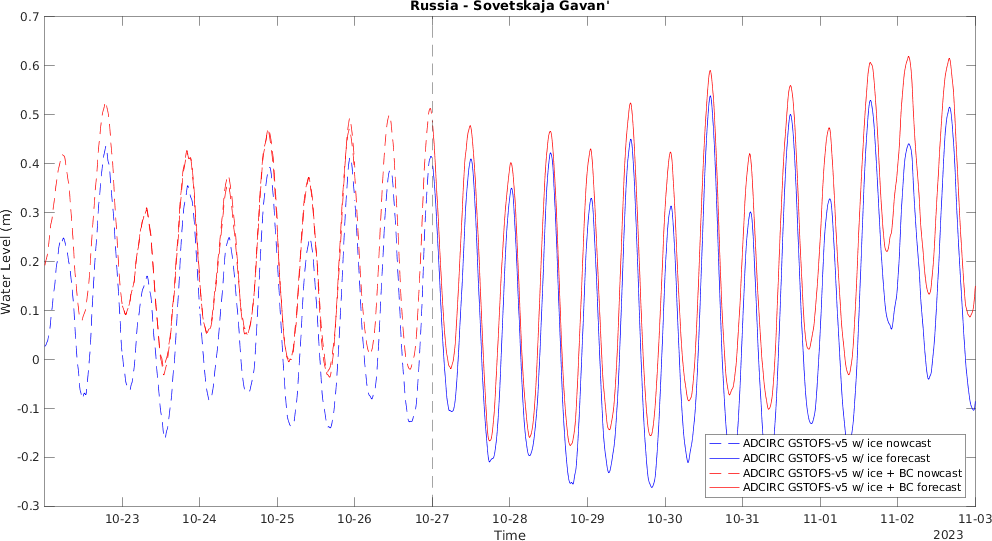 Russia - Sovetskaja Gavan'
0.7
0.6
0.5
0.4
0.3
0.2
0.1
0
-0.1
-0.2
-0.3
Water Level (m)
ADCIRC GSTOFS-v5 w/ ice nowcast
ADCIRC GSTOFS-v5 w/ ice forecast
ADCIRC GSTOFS-v5 w/ ice + BC nowcast
ADCIRC GSTOFS-v5 w/ ice + BC forecast
10-23 10-24 10-25 10-26 10-27 10-28 10-29 10-30 10-31 11-01 11-02 11-03
Time
2023